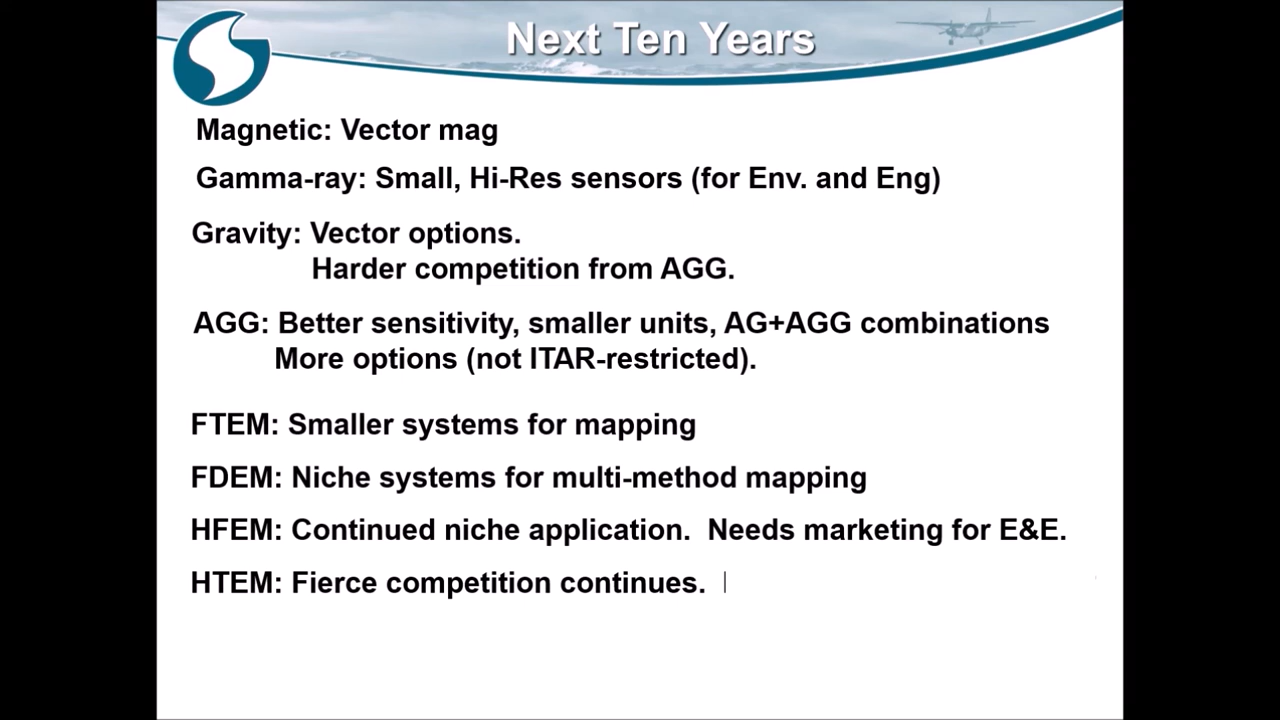 Next Ten Years
Magnetic: Vector mag
Gamma-ray: Small, Hi-Res sensors (for Env. and Eng)
Gravity: Vector options.
Harder competition from AGG.
AGG: Better sensitivity, smaller units, AG+AGG combinations
More options (not ITAR-restricted).
FTEM: Smaller systems for mapping
FDEM: Niche systems for multi-method mapping
HFEM: Continued niche application. Needs marketing for E&E.
HTEM: Fierce competition continues.